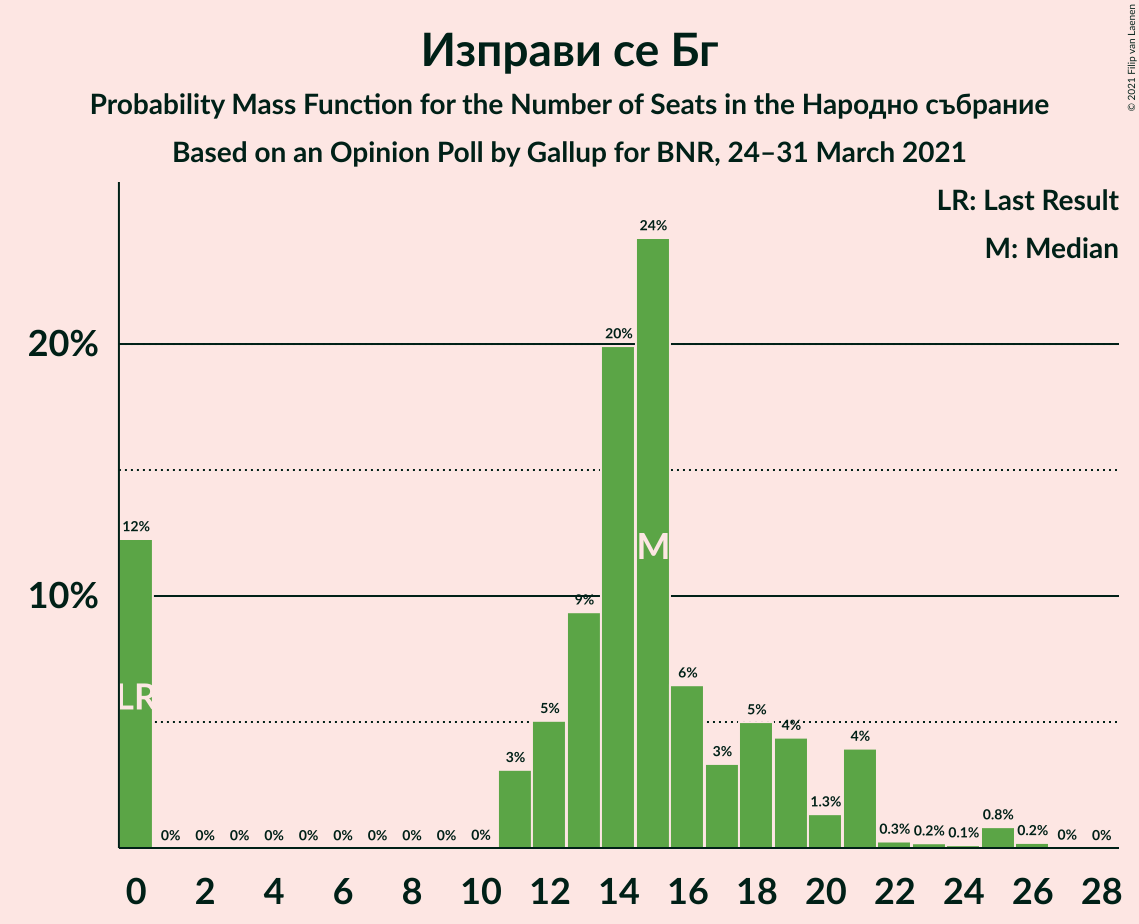 Изправи се Бг
Probability Mass Function for the Number of Seats in the Народно събрание
Based on an Opinion Poll by Gallup for BNR, 24–31 March 2021
© 2021 Filip van Laenen
LR: Last Result
M: Median
24%
20%
20%
12%
M
10%
9%
LR
6%
5%
5%
4%
4%
3%
3%
1.3%
0% 0% 0% 0% 0% 0% 0% 0% 0% 0%
0.3% 0.2% 0.1% 0.8% 0.2% 0% 0%
0 2 4 6 8 10 12 14 16 18 20 22 24 26 28